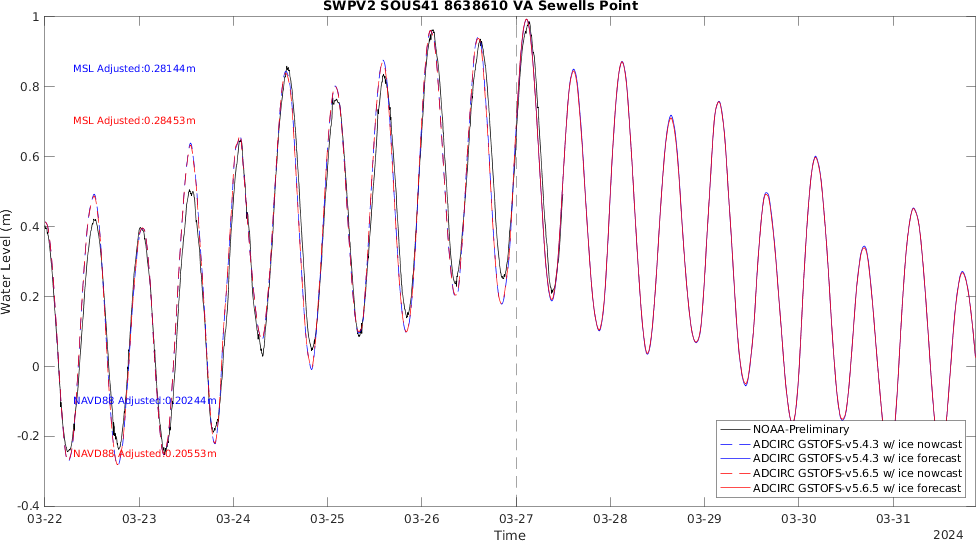 SWPV2 SOUS41 8638610 VA Sewells Point
Water Level (m)
1
0.8
0.6
0.4
0.2
0
-0.2
-0.4
MSL Adjusted:0.28144m
MSL Adjusted:0.28453m
NAVD88 Adjusted:0.20244m
NAVD88 Adjusted:0.20553m
NOAA-Preliminary
ADCIRC GSTOFS-v5.4.3 w/ ice nowcast
ADCIRC GSTOFS-v5.4.3 w/ ice forecast
ADCIRC GSTOFS-v5.6.5 w/ ice nowcast
ADCIRC GSTOFS-v5.6.5 w/ ice forecast
03-22 03-23 03-24 03-25 03-26 03-27 03-28 03-29 03-30 03-31
Time
2024